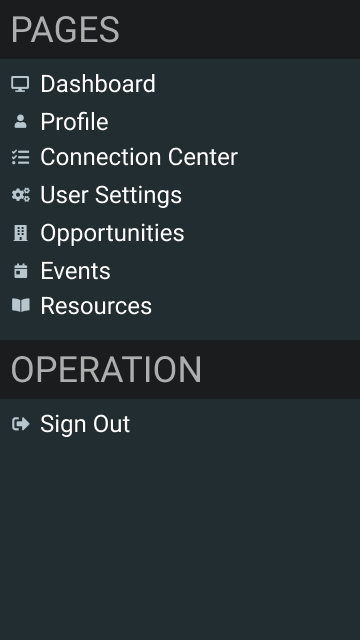 PAGES
Dashboard
Profile
Connection Center
User Settings
Opportunities
Events
Resources
OPERATION
Sign Out